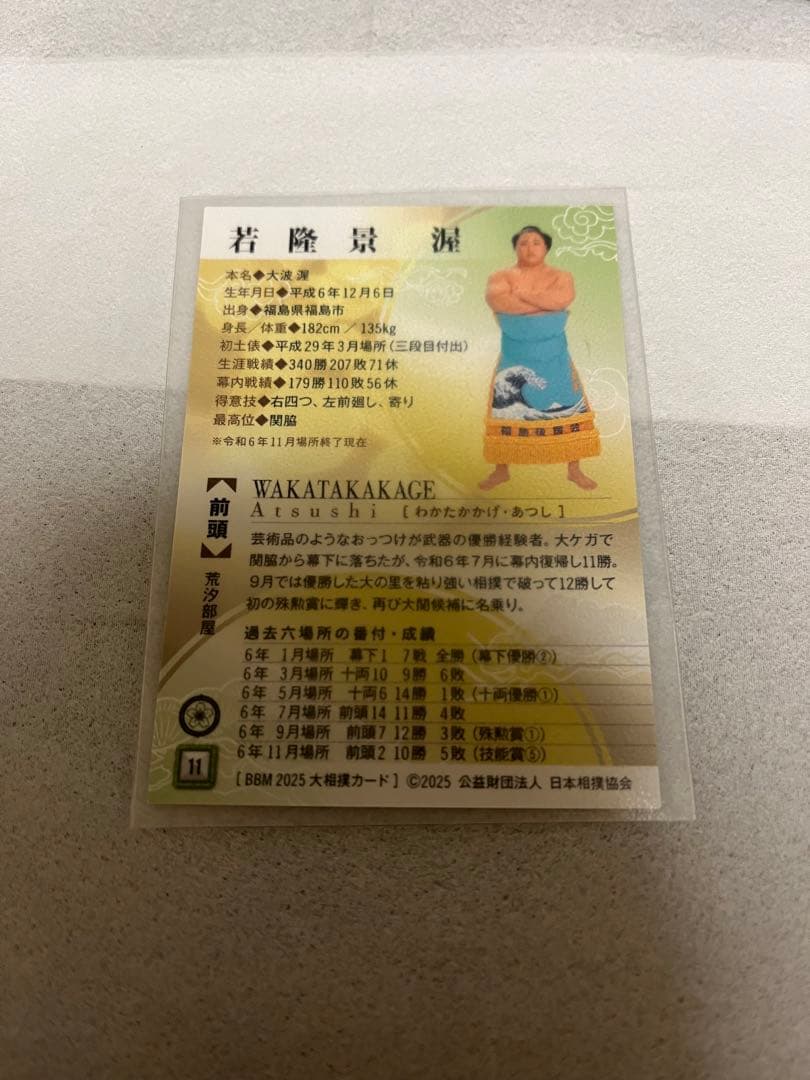 若隆景 渥
本名◆大波 渥
生年月日◆平成6年12月6日
出身◆福島県福島市
身長／体重◆182cm ／ 135kg
初土俵◆平成29年3月場所(三段目付出)
生涯戦績◆340勝207敗71休
幕内戦績◆179勝110敗56休
得意技◆右四つ、左前廻し、寄り
最高位◆関脇
※令和6年11月場所終了現在
福島後援会
前頭
荒汐部屋
WAKATAKAKAGE
Atsushi [わかたかかげ・あつし]
芸術品のようなおっつけが武器の優勝経験者。大ケガで
関脇から幕下に落ちたが、令和6年7月に幕内復帰し11勝。
9月では優勝した大の里を粘り強い相撲で破って12勝して
初の殊勲賞に輝き、再び大関候補に名乗り。
過去六場所の番付・成績
6年 1月場所 幕下1 7戦 全勝 (幕下優勝②)
6年 3月場所 十両10 9勝 6敗
6年 5月場所 十両6 14勝 1敗 (十両優勝①)
6年 7月場所 前頭14 11勝 4敗
6年 9月場所 前頭7 12勝 3敗 (殊勲賞①)
6年 11月場所 前頭2 10勝 5敗 (技能賞⑤)
11
[BBM 2025 大相撲カード] ©2025 公益財団法人 日本相撲協会